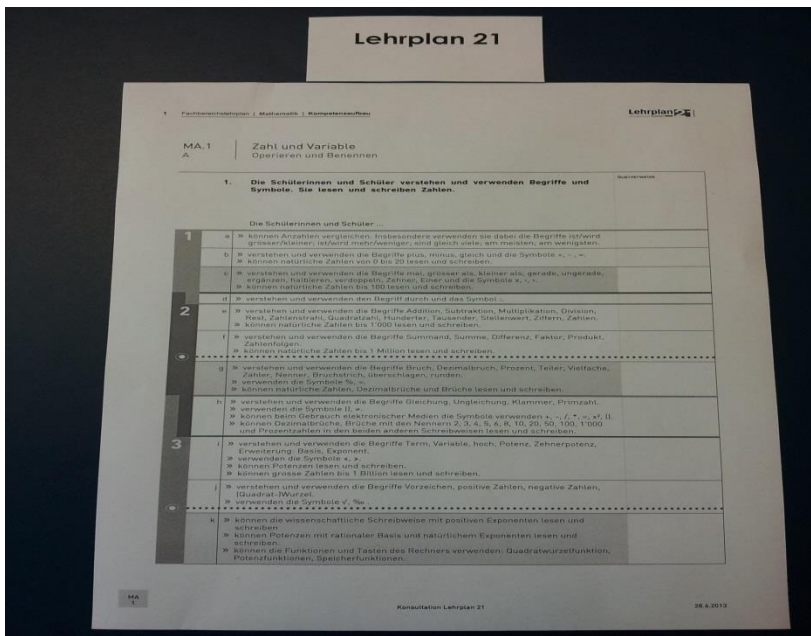 Lehrplan 21
1 Fachbereichslehrplan | Mathematik | Kompetenzaufbau
Lehrplan 21
MA.1 Zahl und Variable
A Operieren und Benennen
Querverweise
1. Die Schülerinnen und Schüler verstehen und verwenden Begriffe und
Symbole. Sie lesen und schreiben Zahlen.
Die Schülerinnen und Schüler ...
1
a » können Anzahlen vergleichen. Insbesondere verwenden sie dabei die Begriffe ist/wird
grösser/kleiner; ist/wird mehr/weniger; sind gleich viele; am meisten; am wenigsten.
b » verstehen und verwenden die Begriffe plus, minus, gleich und die Symbole +, -, =.
» können natürliche Zahlen von 0 bis 20 lesen und schreiben.
c » verstehen und verwenden die Begriffe mal, grösser als, kleiner als, gerade, ungerade,
ergänzen, halbieren, verdoppeln, Zehner, Einer und die Symbole
» können natürliche Zahlen bis 100 lesen und schreiben.
d » verstehen und verwenden den Begriff durch und das Symbol :.
2
e » verstehen und verwenden die Begriffe Addition, Subtraktion, Multiplikation, Division,
Rest, Zahlenstrahl, Quadratzahl, Hunderter, Tausender, Stellenwert, Ziffern, Zahlen.
» können natürliche Zahlen bis 1'000 lesen und schreiben.
f » verstehen und verwenden die Begriffe Summand, Summe, Differenz, Faktor, Produkt,
Zahlenfolgen.
» können natürliche Zahlen bis 1 Million lesen und schreiben.
g » verstehen und verwenden die Begriffe Bruch, Dezimalbruch, Prozent, Teiler, Vielfache,
Zähler, Nenner, Bruchstrich, überschlagen, runden.
» verwenden die Symbole %,
» können natürliche Zahlen, Dezimalbrüche und Brüche lesen und schreiben.
h » verstehen und verwenden die Begriffe Gleichung, Ungleichung, Klammer, Primzahl.
» verwenden die Symbole (), ≠.
» können beim Gebrauch elektronischer Medien die Symbole verwenden +, -, /, *, =, x², ().
» können Dezimalbrüche, Brüche mit den Nennern 2, 3, 4, 5, 6, 8, 10, 20, 50, 100, 1'000
und Prozentzahlen in den beiden anderen Schreibweisen lesen und schreiben.
3
i » verstehen und verwenden die Begriffe Term, Variable, hoch, Potenz, Zehnerpotenz,
Erweiterung: Basis, Exponent.
» verwenden die Symbole
» können Potenzen lesen und schreiben.
» können grosse Zahlen bis 1 Billion lesen und schreiben.
j » verstehen und verwenden die Begriffe Vorzeichen, positive Zahlen, negative Zahlen,
(Quadrat-)Wurzel.
» verwenden die Symbole √, ‰.
k » können die wissenschaftliche Schreibweise mit positiven Exponenten lesen und
schreiben
» können Potenzen mit rationaler Basis und natürlichem Exponenten lesen und
schreiben.
» können die Funktionen und Tasten des Rechners verwenden: Quadratwurzelfunktion,
Potenzfunktionen, Speicherfunktionen.
MA
1
Konsultation Lehrplan 21
28.6.2013